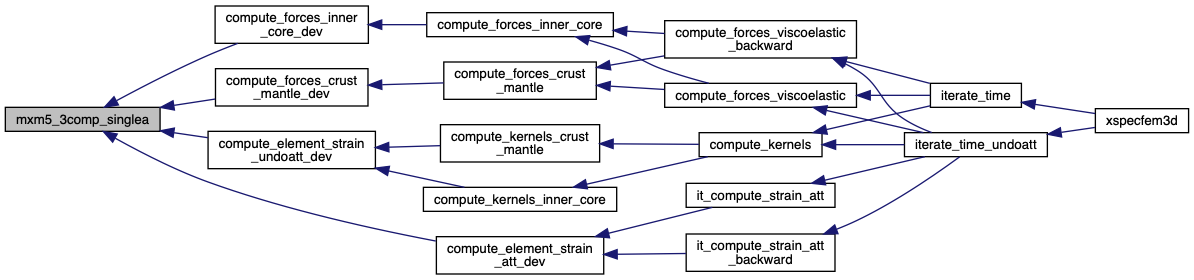 mxm5_3comp_singlea
compute_forces_inner
_core_dev
compute_forces_crust
_mantle_dev
compute_element_strain
_undoatt_dev
compute_element_strain
_att_dev
compute_forces_inner_core
compute_forces_crust
_mantle
compute_kernels_crust
_mantle
compute_kernels_inner_core
compute_forces_viscoelastic
_backward
compute_forces_viscoelastic
compute_kernels
it_compute_strain_att
it_compute_strain_att
_backward
iterate_time
iterate_time_undoatt
xspecfem3d